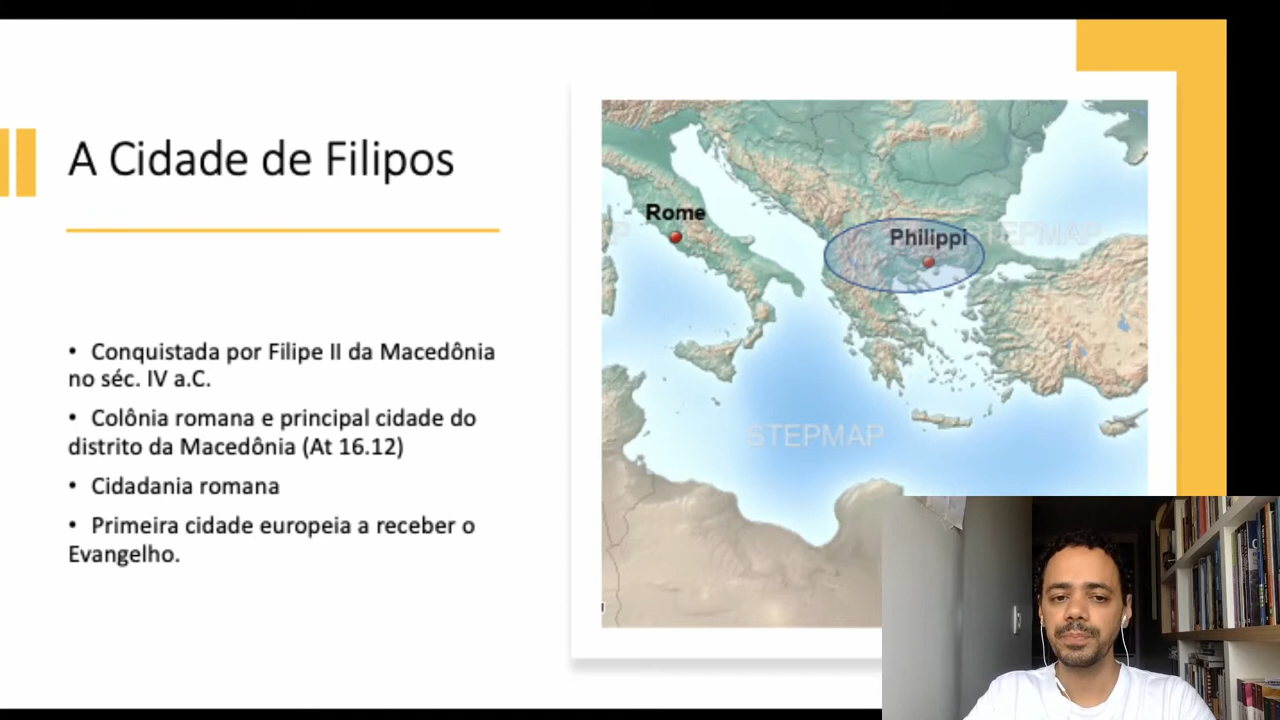 A Cidade de Filipos
• Conquistada por Filipe II da Macedônia
no séc. IV a.C.
• Colônia romana e principal cidade do
distrito da Macedônia (At 16.12)
• Cidadania romana
• Primeira cidade europeia a receber o
Evangelho.
Rome
Philippi
STEPMAP
STEPMAP